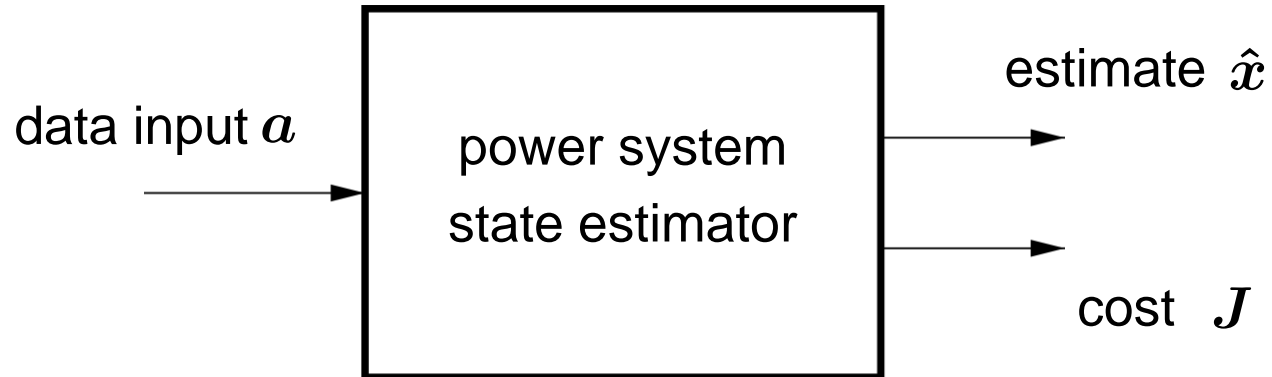 data input a
power system
state estimator
estimate x̂
cost J